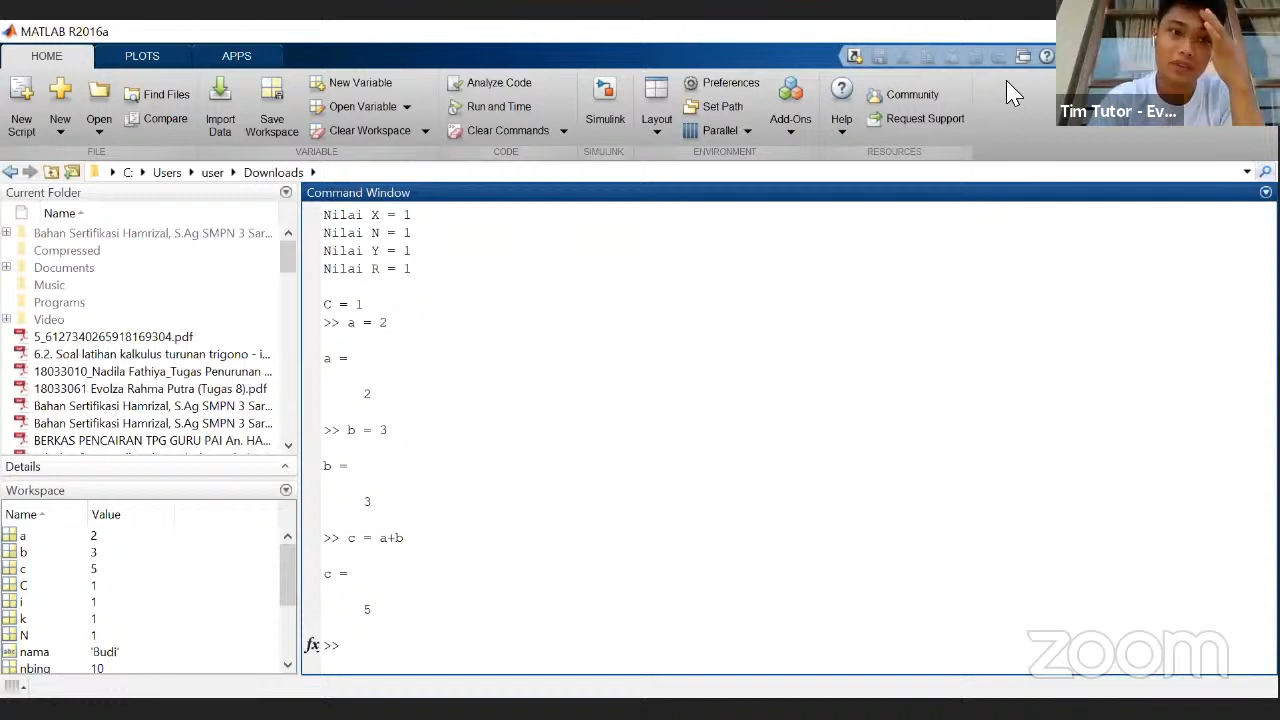 MATLAB R2016a
HOME PLOTS APPS
New Script
New
Open
Find Files
Compare
Import Data
Save Workspace
New Variable
Open Variable
Clear Workspace
Analyze Code
Run and Time
Clear Commands
Simulink
Layout
Preferences
Set Path
Parallel
Add-Ons
Help
Community
Request Support
FILE VARIABLE CODE SIMULINK ENVIRONMENT RESOURCES
Tim Tutor - Ev...
C: Users user Downloads
Current Folder
Name
Bahan Sertifikasi Hamrizal, S.Ag SMPN 3 Sar...
Compressed
Documents
Music
Programs
Video
5_6127340265918169304.pdf
6.2. Soal latihan kalkulus turunan trigono - i...
18033010_Nadila Fathiya_Tugas Penurunan ...
18033061 Evolza Rahma Putra (Tugas 8).pdf
Bahan Sertifikasi Hamrizal, S.Ag SMPN 3 Sar...
Bahan Sertifikasi Hamrizal, S.Ag SMPN 3 Sar...
BERKAS PENCAIRAN TPG GURU PAI An. HA...
Details
Workspace
Name Value
a 2
b 3
c 5
C 1
i 1
k 1
N 1
abc nama 'Budi'
nbing 10
Command Window
Nilai X = 1
Nilai N = 1
Nilai Y = 1
Nilai R = 1
C = 1
>> a = 2
a =
2
>> b = 3
b =
3
>> c = a+b
c =
5
fx >>
zoom